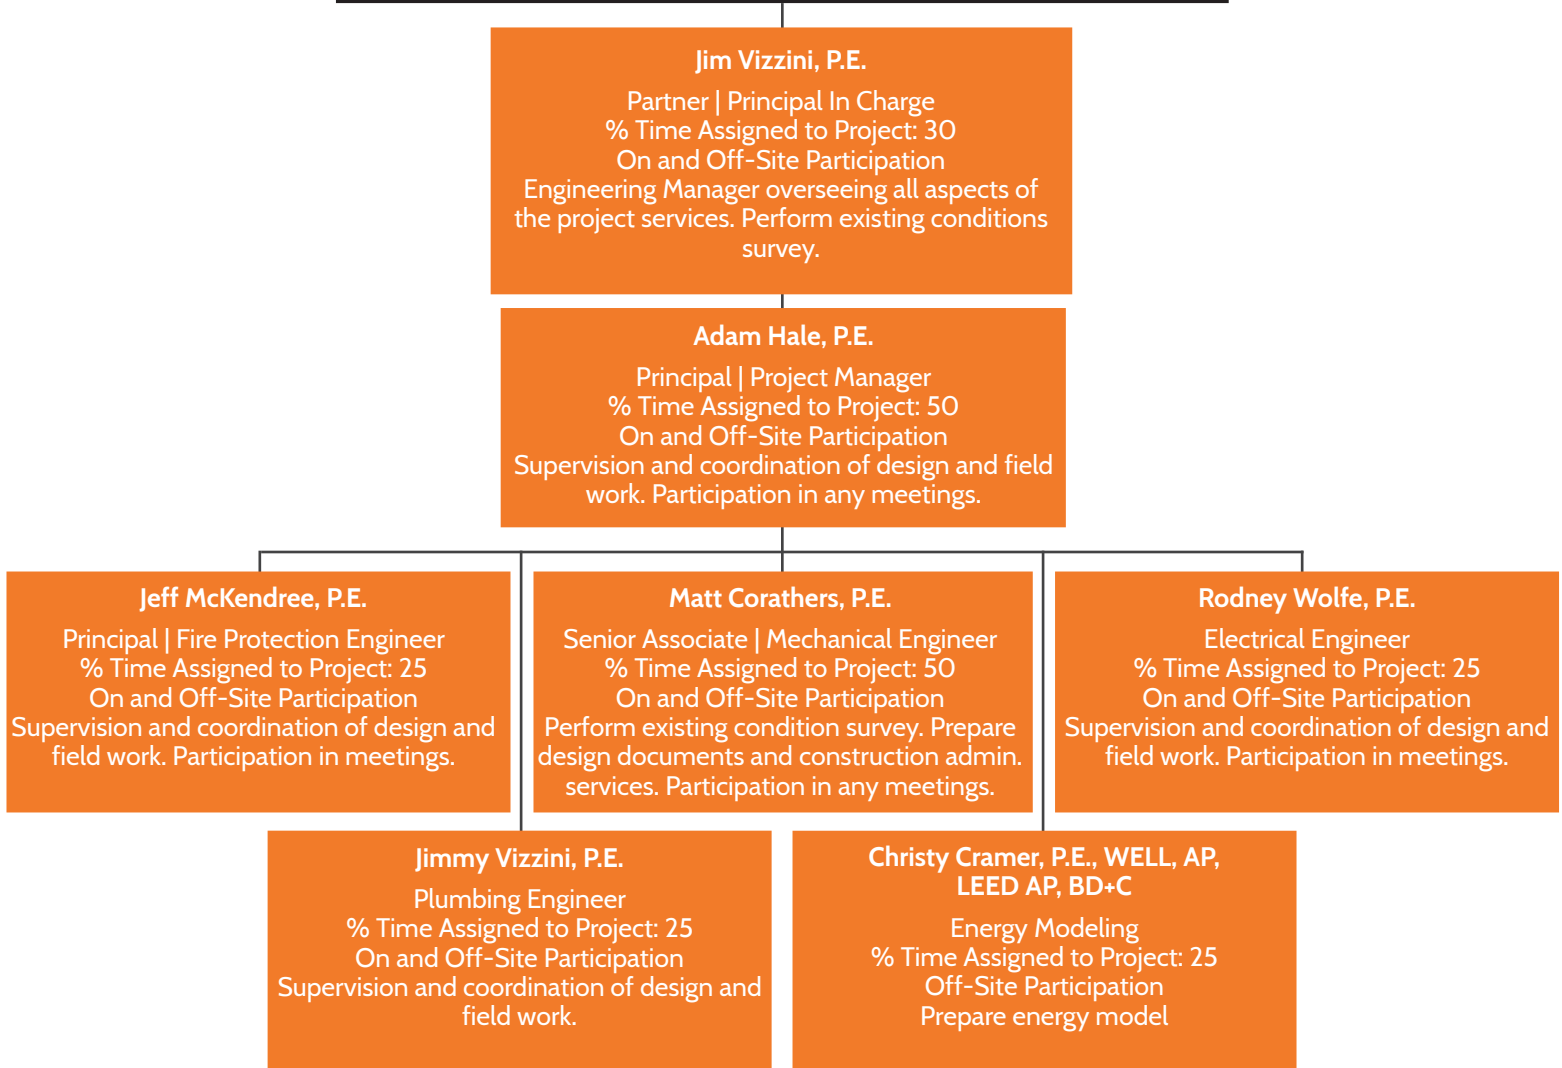 Jim Vizzini, P.E.
Partner | Principal In Charge
% Time Assigned to Project: 30
On and Off-Site Participation
Engineering Manager overseeing all aspects of
the project services. Perform existing conditions
survey.
Adam Hale, P.E.
Principal | Project Manager
% Time Assigned to Project: 50
On and Off-Site Participation
Supervision and coordination of design and field
work. Participation in any meetings.
Jeff McKendree, P.E.
Principal | Fire Protection Engineer
% Time Assigned to Project: 25
On and Off-Site Participation
Supervision and coordination of design and
field work. Participation in meetings.
Matt Corathers, P.E.
Senior Associate | Mechanical Engineer
% Time Assigned to Project: 50
On and Off-Site Participation
Perform existing condition survey. Prepare
design documents and construction admin.
services. Participation in any meetings.
Rodney Wolfe, P.E.
Electrical Engineer
% Time Assigned to Project: 25
On and Off-Site Participation
Supervision and coordination of design and
field work. Participation in meetings.
Jimmy Vizzini, P.E.
Plumbing Engineer
% Time Assigned to Project: 25
On and Off-Site Participation
Supervision and coordination of design and
field work.
Christy Cramer, P.E., WELL, AP,
LEED AP, BD+C
Energy Modeling
% Time Assigned to Project: 25
Off-Site Participation
Prepare energy model